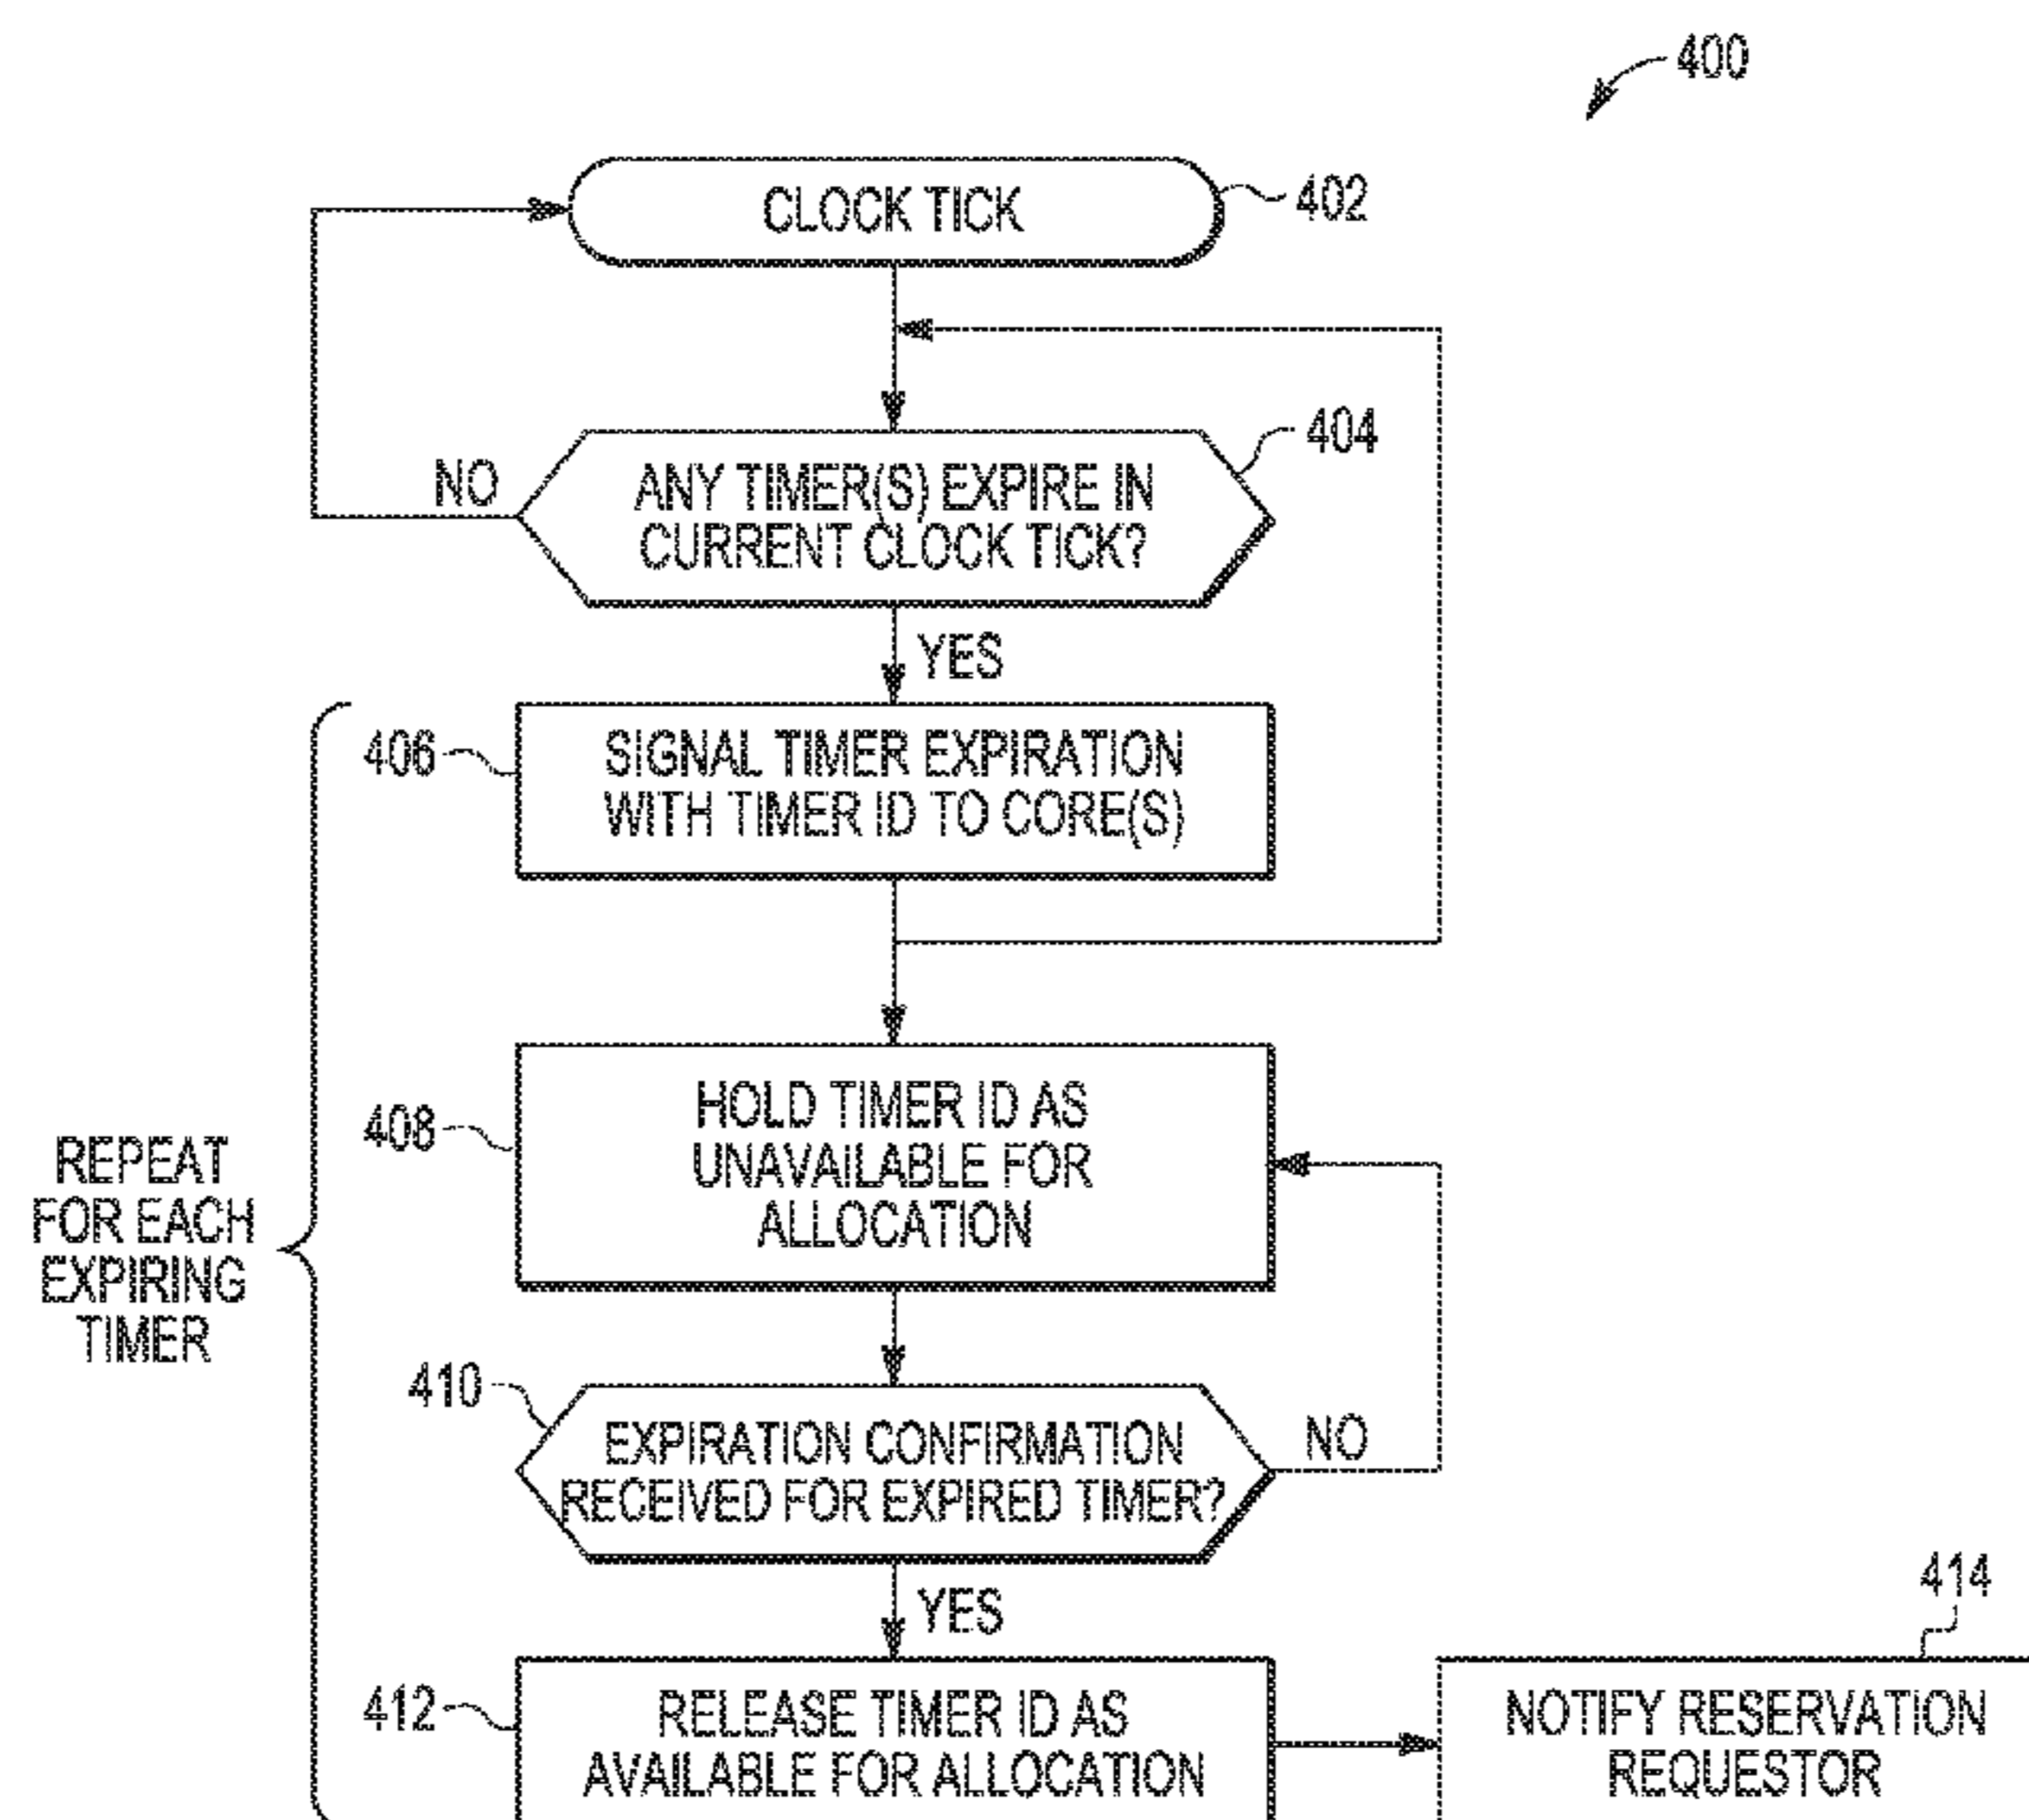 400
CLOCK TICK
402
404
NO
ANY TIMER(S) EXPIRE IN
CURRENT CLOCK TICK?
YES
406
SIGNAL TIMER EXPIRATION
WITH TIMER ID TO CORE(S)
408
HOLD TIMER ID AS
UNAVAILABLE FOR
ALLOCATION
REPEAT
FOR EACH
EXPIRING
TIMER
410
EXPIRATION CONFIRMATION
RECEIVED FOR EXPIRED TIMER?
NO
YES
414
412
RELEASE TIMER ID AS
AVAILABLE FOR ALLOCATION
NOTIFY RESERVATION
REQUESTOR